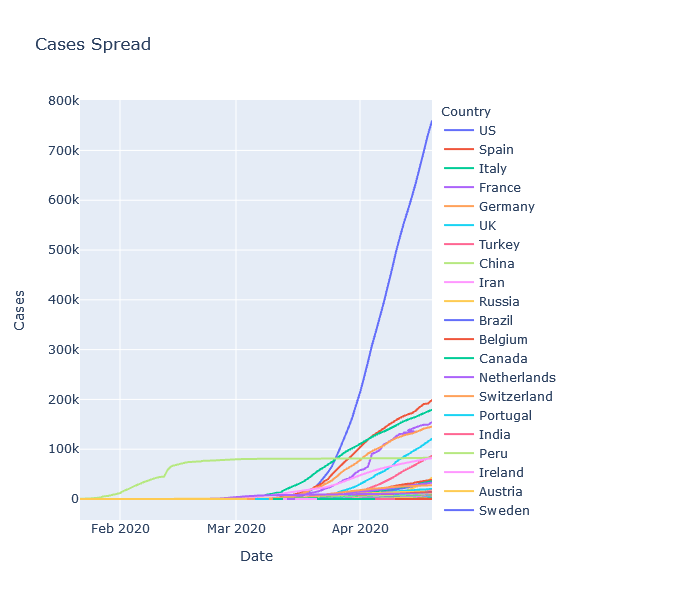 Cases Spread
800k
700k
600k
500k
400k
300k
200k
100k
0
Cases
Feb 2020
Mar 2020
Apr 2020
Date
Country
US
Spain
Italy
France
Germany
UK
Turkey
China
Iran
Russia
Brazil
Belgium
Canada
Netherlands
Switzerland
Portugal
India
Peru
Ireland
Austria
Sweden